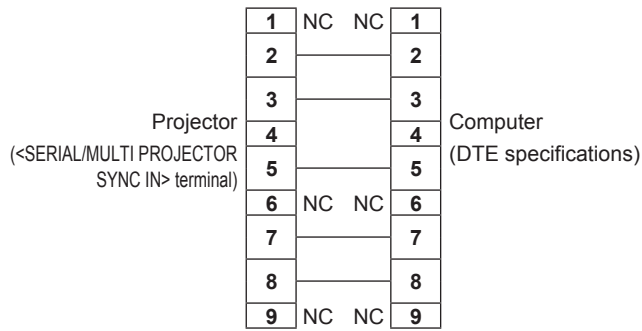 1 NC NC 1
2 2
3 3
Projector
4 4
Computer
(<SERIAL/MULTI PROJECTOR
SYNC IN> terminal)
(DTE specifications)
5 5
6 NC NC 6
7 7
8 8
9 NC NC 9